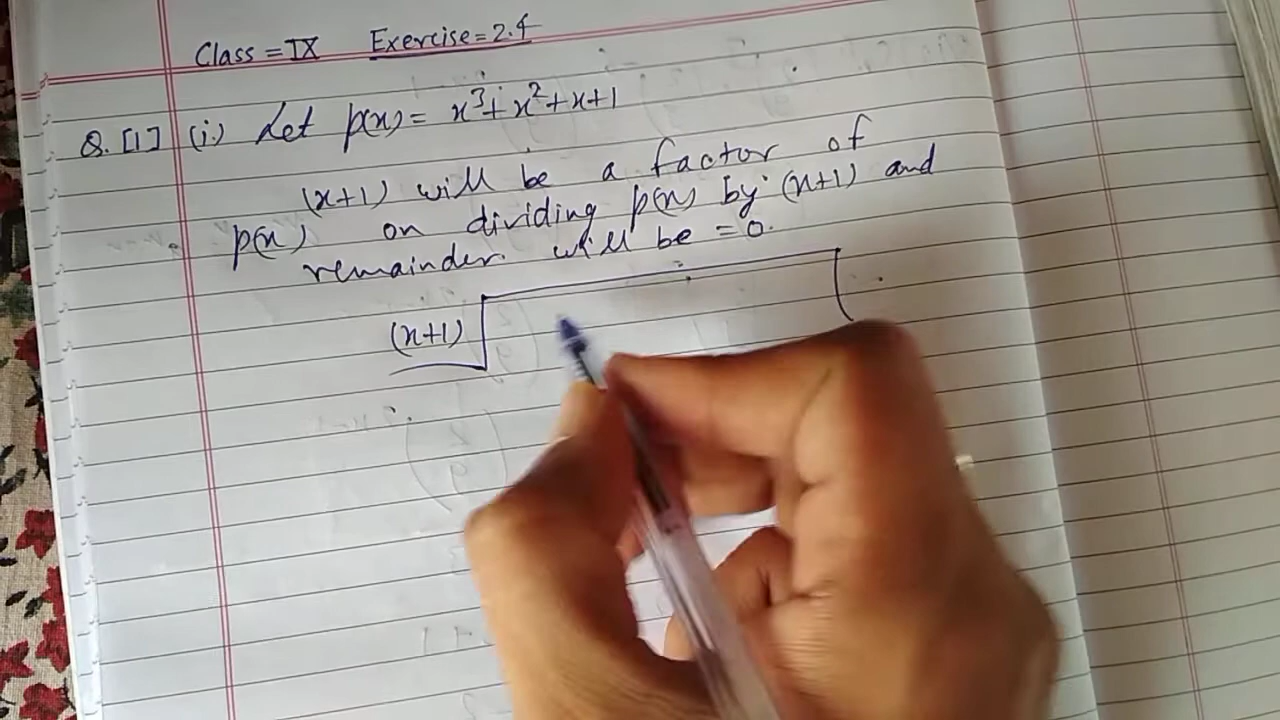 Class = IX Exercise = 2.4
Q. [1] (i.) Let p(x) = x³ + x² + x + 1
(x+1) will be a factor of
p(x) on dividing p(x) by (x+1) and
remainder will be = 0.
(x+1)